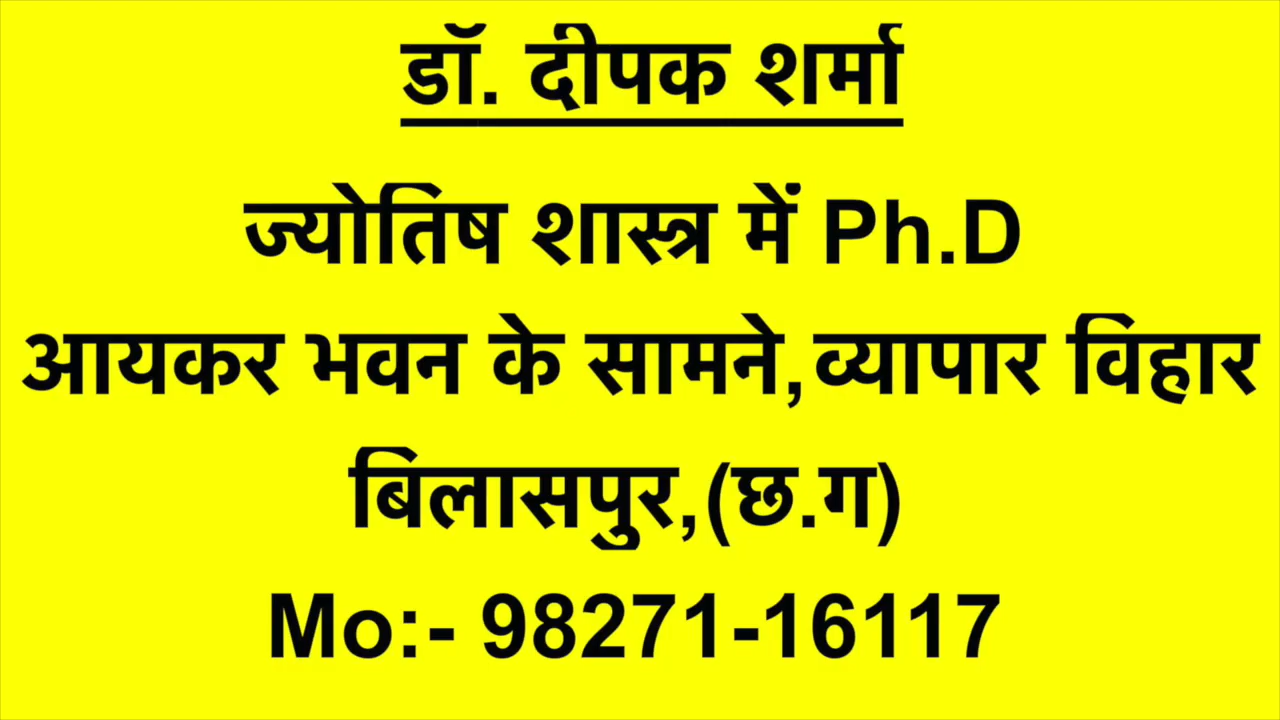 डॉ. दीपक शर्मा
ज्योतिष शास्त्र में Ph.D
आयकर भवन के सामने,व्यापार विहार
बिलासपुर,(छ.ग)
Mo:- 98271-16117